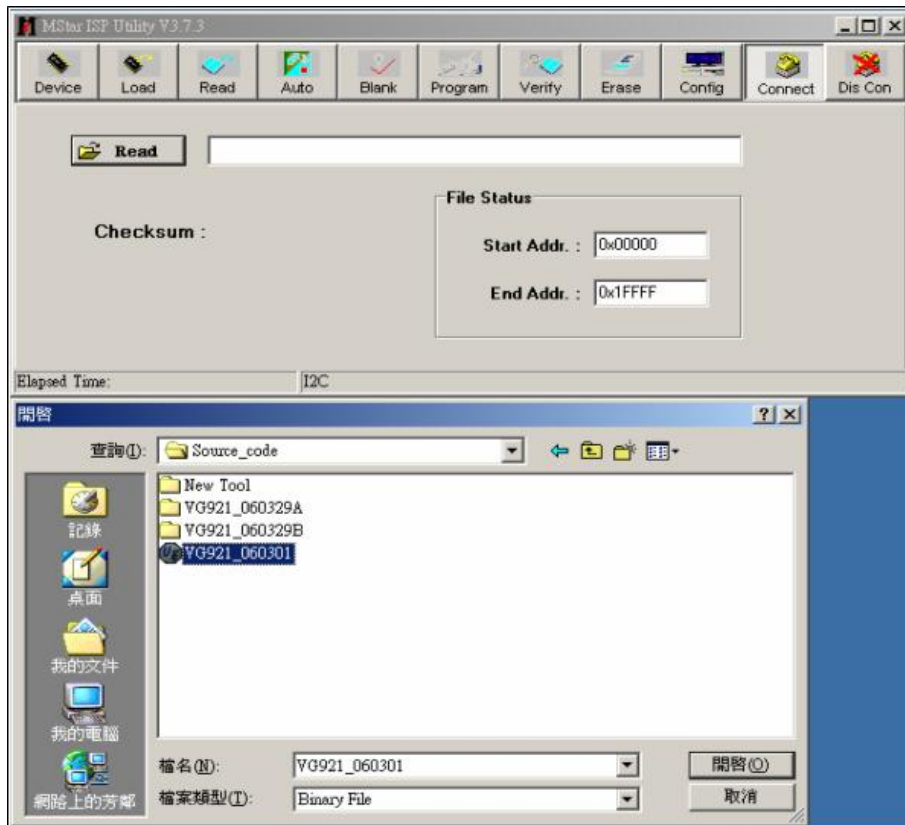 MStar ISP Utility V3.7.3
Device Load Read Auto Blank Program Verify Erase Config Connect Dis Con
Read
File Status
Checksum :
Start Addr. : 0x00000
End Addr. : 0x1FFFF
Elapsed Time: I2C
開啓
查詢(I): Source_code
New Tool
VG921_060329A
VG921_060329B
VG921_060301
記錄
桌面
我的文件
我的電腦
網路上的芳鄰
檔名(N): VG921_060301 開啓(O)
檔案類型(T): Binary File 取消